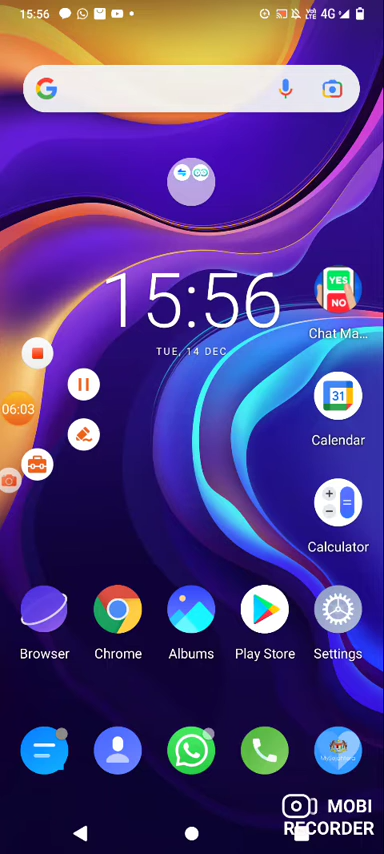 15:56
4G
15:56
TUE, 14 DEC
YES
NO
Chat Ma...
06:03
31
Calendar
Calculator
Browser
Chrome
Albums
Play Store
Settings
MOBI
RECORDER